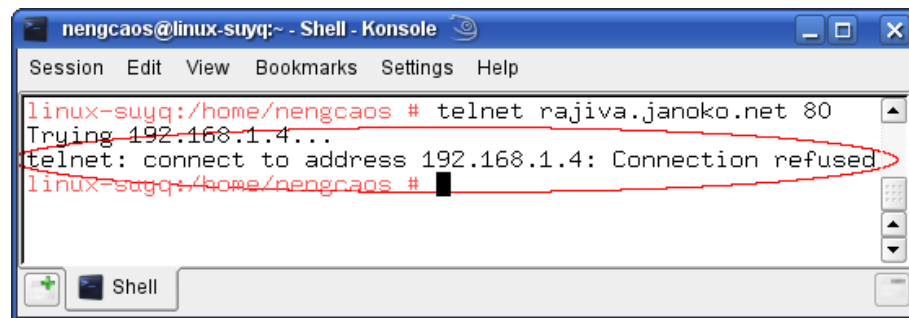 nengcaos@linux-suyq:~ - Shell - Konsole
Session Edit View Bookmarks Settings Help
linux-suyq:/home/nengcaos # telnet rajiva.janoko.net 80
Trying 192.168.1.4...
telnet: connect to address 192.168.1.4: Connection refused
linux-suyq:/home/nengcaos #
Shell